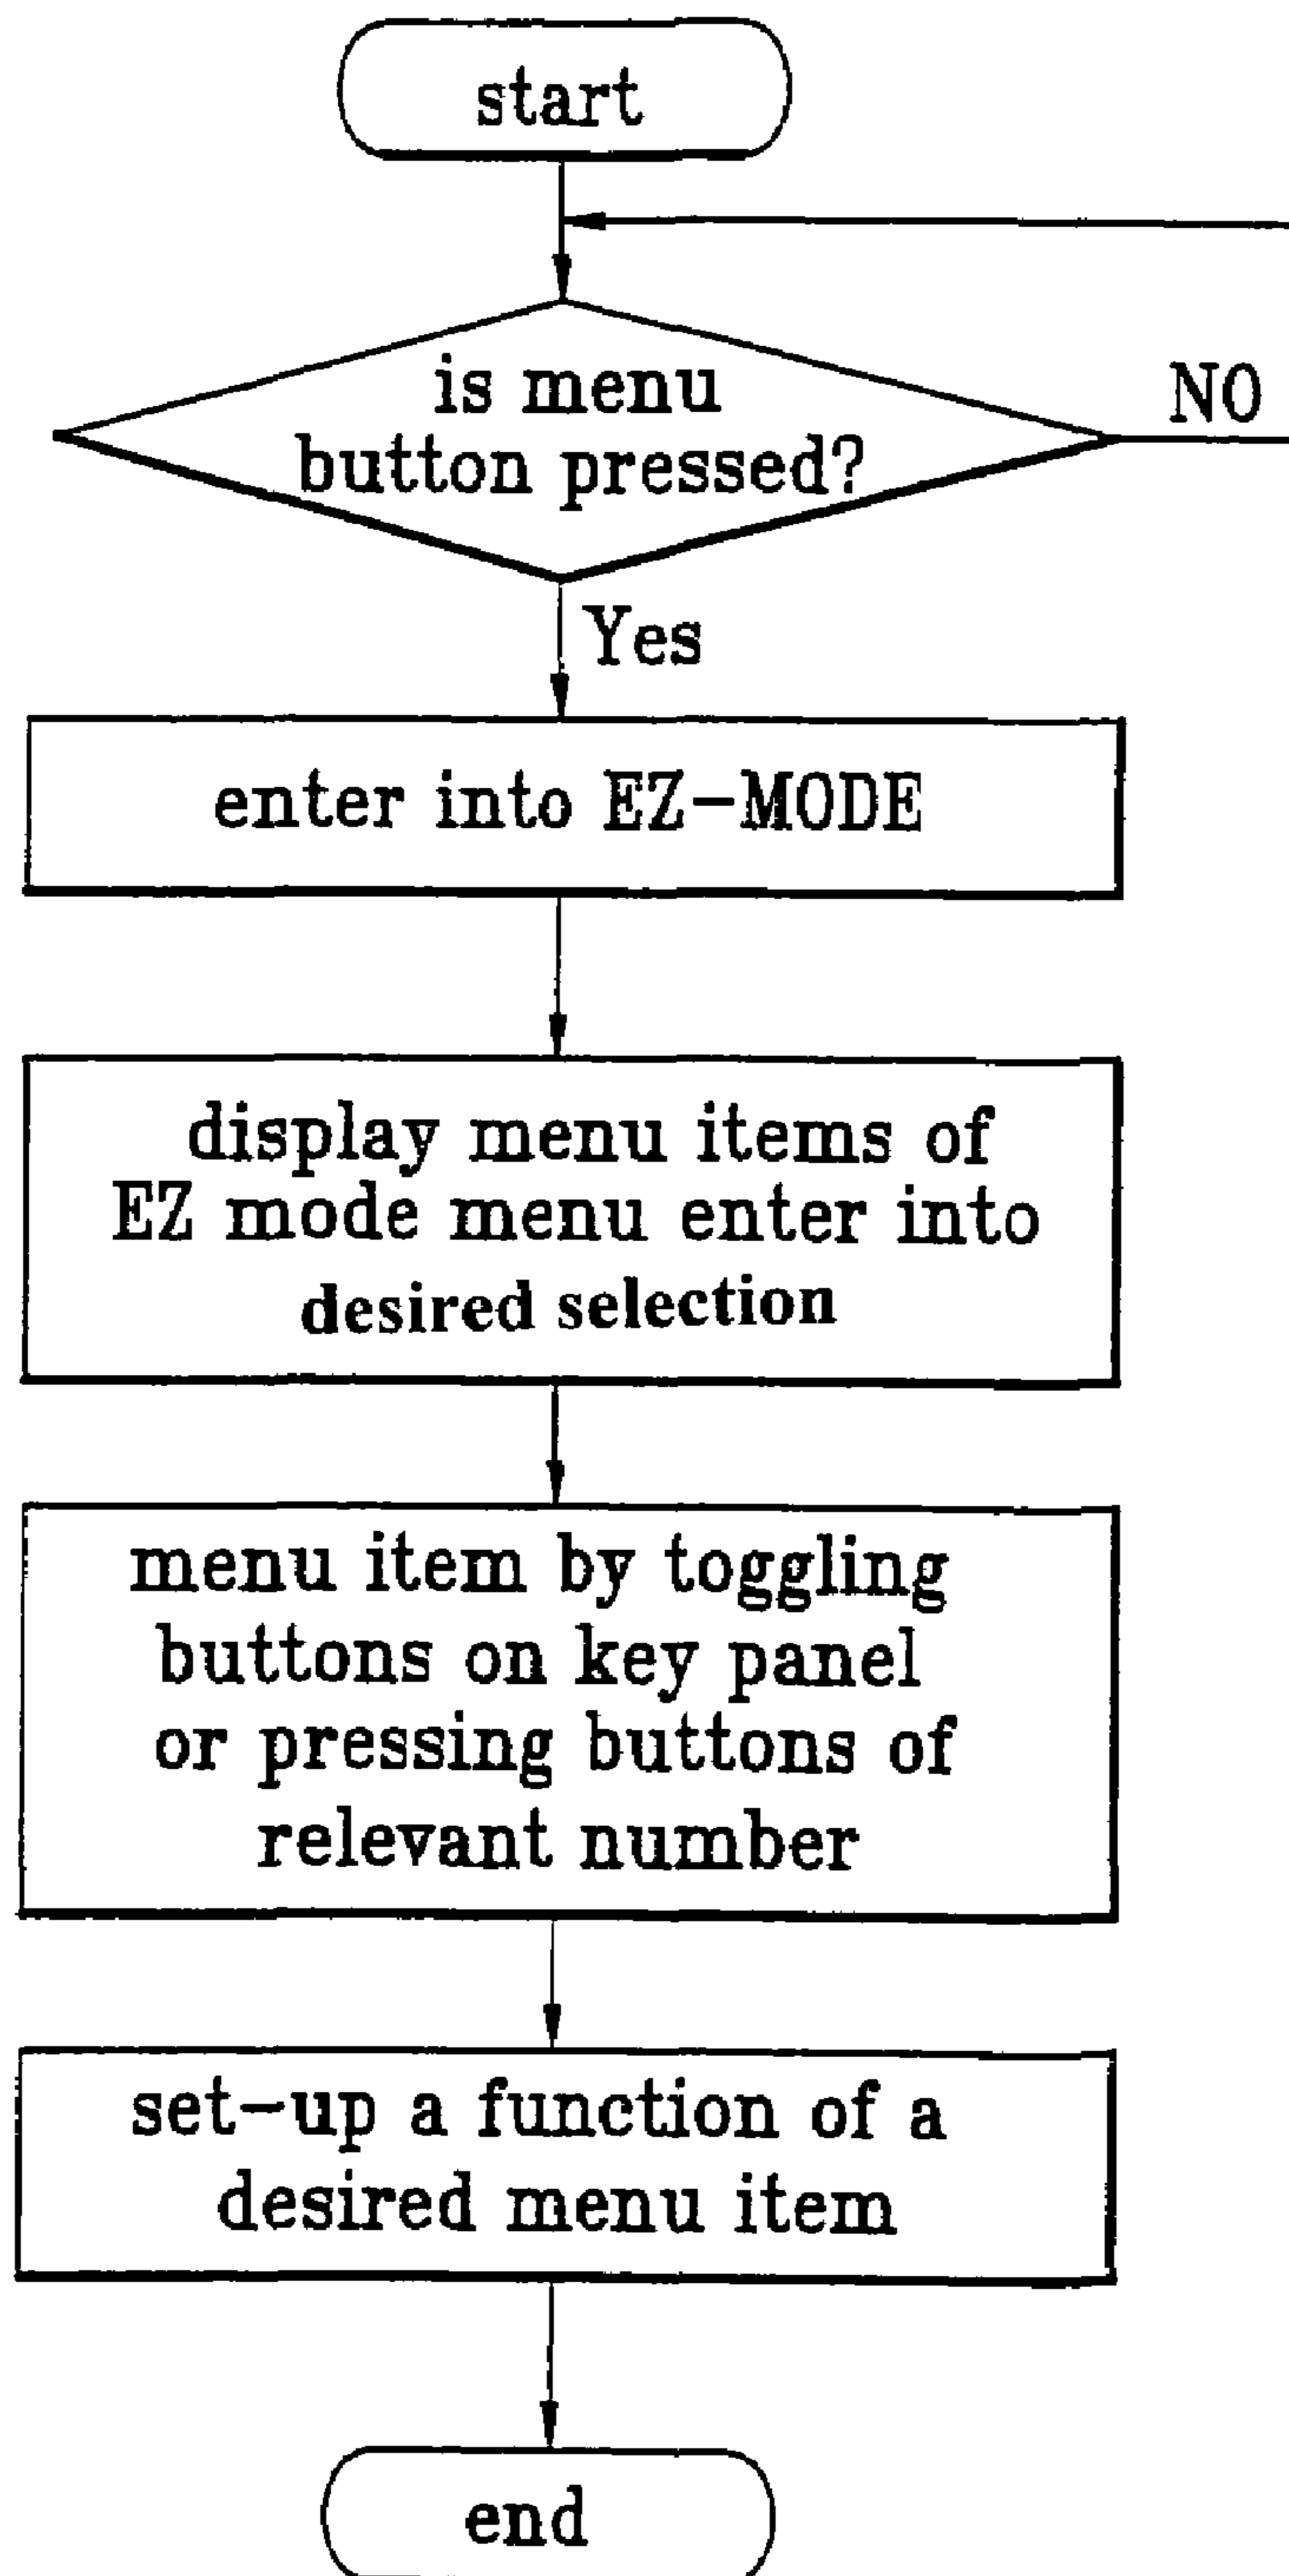 start
is menu
button pressed?
NO
Yes
enter into EZ-MODE
display menu items of
EZ mode menu enter into
desired selection
menu item by toggling
buttons on key panel
or pressing buttons of
relevant number
set-up a function of a
desired menu item
end